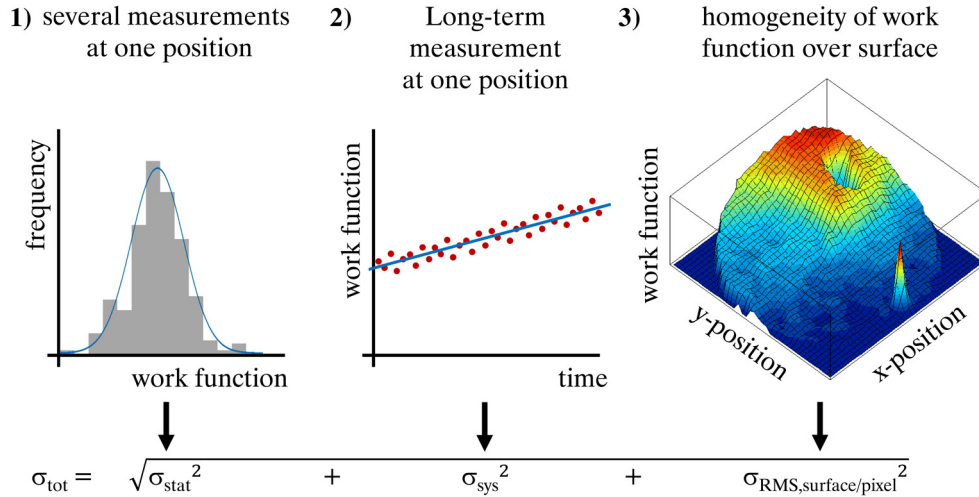 1) several measurements
at one position
frequency
work function
2) Long-term
measurement
at one position
work function
time
3) homogeneity of work
function over surface
work function
y-position
x-position
σtot = √σstat² + σsys² + σRMS,surface/pixel²